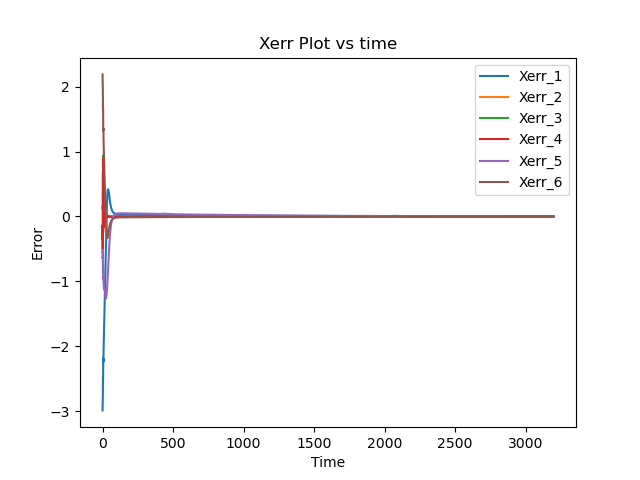 Xerr Plot vs time
Xerr_1
Xerr_2
Xerr_3
Xerr_4
Xerr_5
Xerr_6
2
1
0
−1
−2
−3
Error
0 500 1000 1500 2000 2500 3000
Time